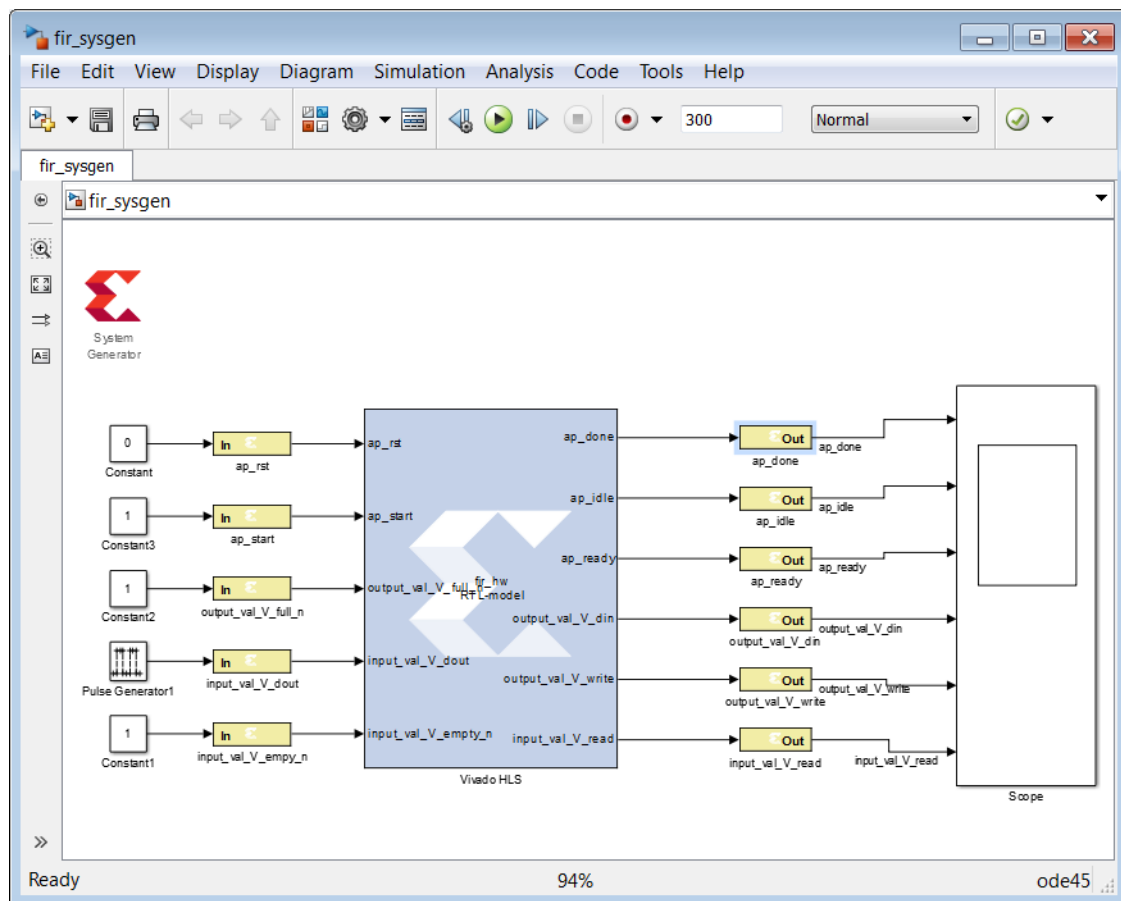 fir_sysgen
File Edit View Display Diagram Simulation Analysis Code Tools Help
300
Normal
fir_sysgen
fir_sysgen
System
Generator
0
Constant
In
ap_rst
1
Constant3
In
ap_start
1
Constant2
In
output_val_V_full_n
Pulse Generator1
In
input_val_V_dout
1
Constant1
In
input_val_V_empy_n
ap_rst
ap_start
output_val_V_full_n
input_val_V_dout
input_val_V_empty_n
fir_hw
RTL-model
ap_done
ap_idle
ap_ready
output_val_V_din
output_val_V_write
input_val_V_read
Vivado HLS
Out
ap_done
ap_done
Out
ap_idle
ap_idle
Out
ap_ready
ap_ready
Out
output_val_V_din
output_val_V_din
Out
output_val_V_write
output_val_V_write
Out
input_val_V_read
input_val_V_read
Scope
Ready
94%
ode45